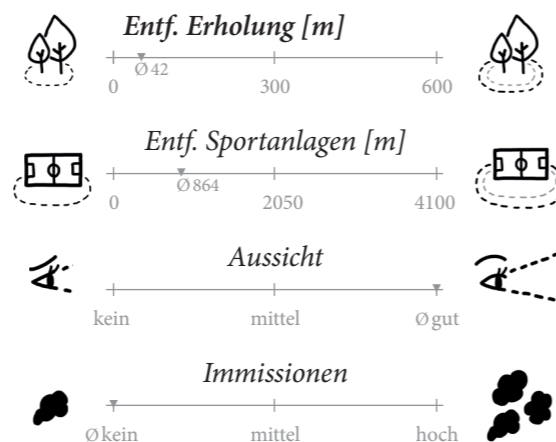 Entf. Erholung [m]
Ø 42
0 300 600
Entf. Sportanlagen [m]
Ø 864
0 2050 4100
Aussicht
kein mittel Ø gut
Immissionen
Ø kein mittel hoch